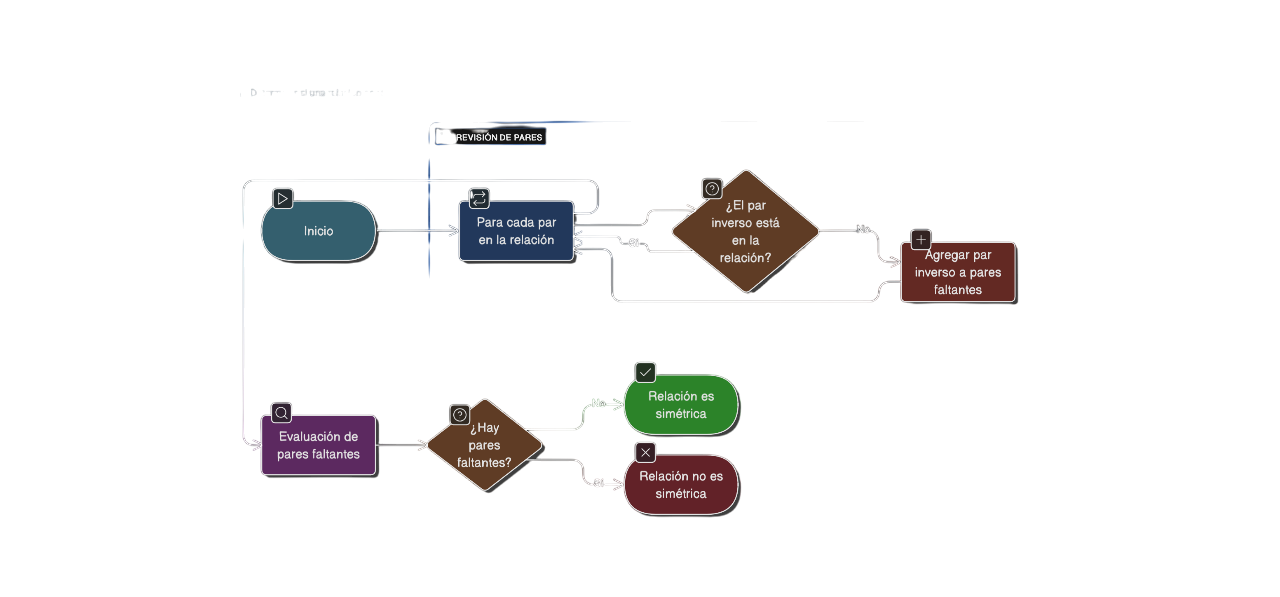 REVISIÓN DE PARES
Inicio
Para cada par
en la relación
¿El par
inverso está
en la
relación?
No
Sí
Agregar par
inverso a pares
faltantes
Evaluación de
pares faltantes
¿Hay
pares
faltantes?
No
Relación es
simétrica
Sí
Relación no es
simétrica